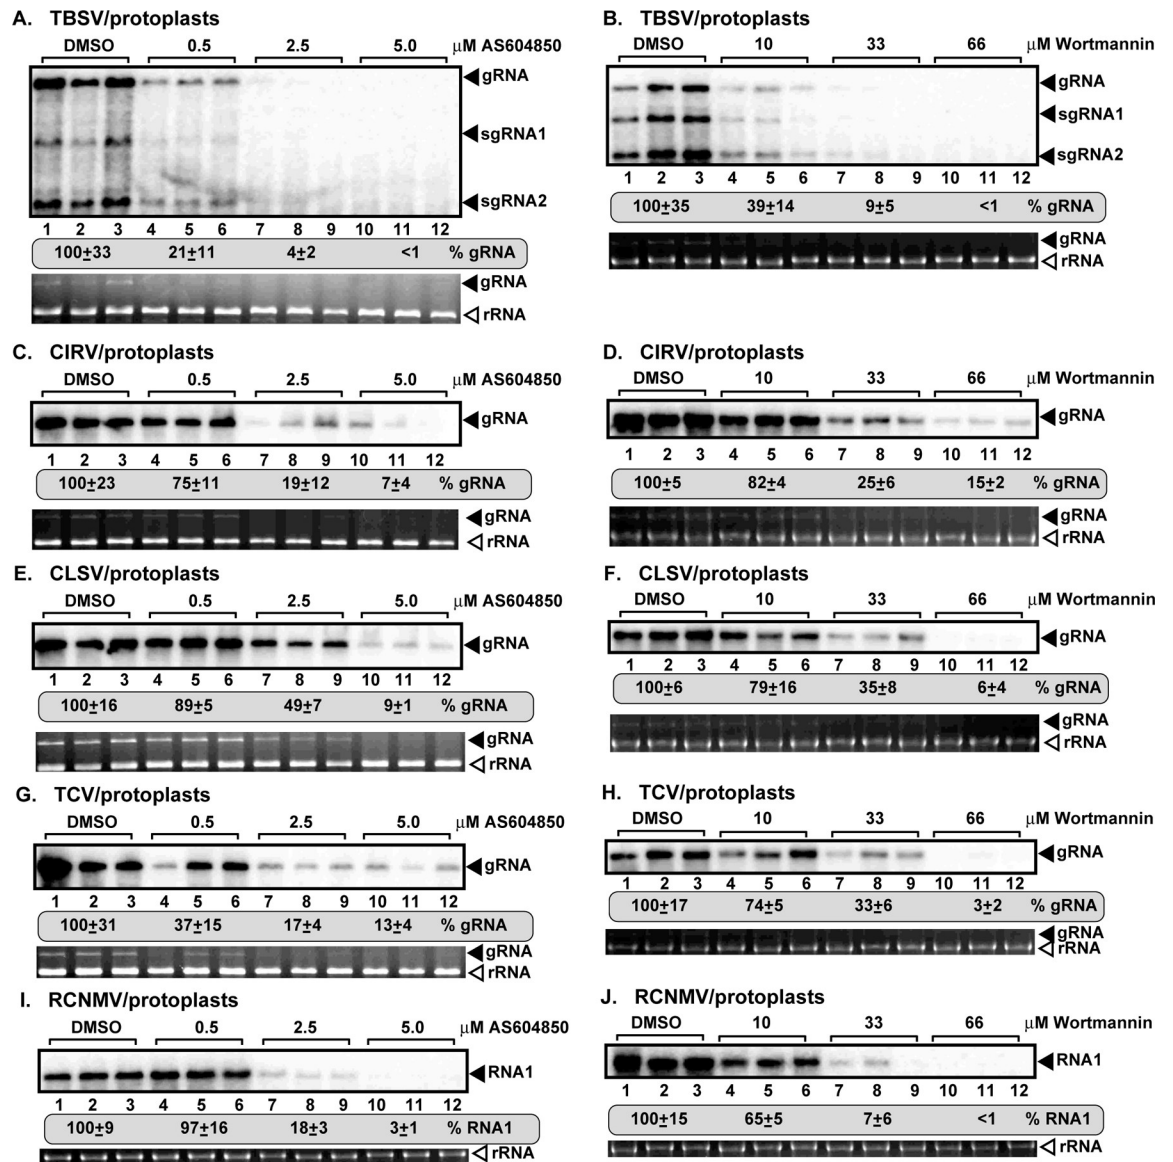 A. TBSV/protoplasts
DMSO 0.5 2.5 5.0 μM AS604850
gRNA
sgRNA1
sgRNA2
1 2 3 4 5 6 7 8 9 10 11 12
100±33 21±11 4±2 <1 % gRNA
gRNA
rRNA
B. TBSV/protoplasts
DMSO 10 33 66 μM Wortmannin
gRNA
sgRNA1
sgRNA2
1 2 3 4 5 6 7 8 9 10 11 12
100±35 39±14 9±5 <1 % gRNA
gRNA
rRNA
C. CIRV/protoplasts
DMSO 0.5 2.5 5.0 μM AS604850
gRNA
1 2 3 4 5 6 7 8 9 10 11 12
100±23 75±11 19±12 7±4 % gRNA
gRNA
rRNA
D. CIRV/protoplasts
DMSO 10 33 66 μM Wortmannin
gRNA
1 2 3 4 5 6 7 8 9 10 11 12
100±5 82±4 25±6 15±2 % gRNA
gRNA
rRNA
E. CLSV/protoplasts
DMSO 0.5 2.5 5.0 μM AS604850
gRNA
1 2 3 4 5 6 7 8 9 10 11 12
100±16 89±5 49±7 9±1 % gRNA
gRNA
rRNA
F. CLSV/protoplasts
DMSO 10 33 66 μM Wortmannin
gRNA
1 2 3 4 5 6 7 8 9 10 11 12
100±6 79±16 35±8 6±4 % gRNA
gRNA
rRNA
G. TCV/protoplasts
DMSO 0.5 2.5 5.0 μM AS604850
gRNA
1 2 3 4 5 6 7 8 9 10 11 12
100±31 37±15 17±4 13±4 % gRNA
gRNA
rRNA
H. TCV/protoplasts
DMSO 10 33 66 μM Wortmannin
gRNA
1 2 3 4 5 6 7 8 9 10 11 12
100±17 74±5 33±6 3±2 % gRNA
gRNA
rRNA
I. RCNMV/protoplasts
DMSO 0.5 2.5 5.0 μM AS604850
RNA1
1 2 3 4 5 6 7 8 9 10 11 12
100±9 97±16 18±3 3±1 % RNA1
rRNA
J. RCNMV/protoplasts
DMSO 10 33 66 μM Wortmannin
RNA1
1 2 3 4 5 6 7 8 9 10 11 12
100±15 65±5 7±6 <1 % RNA1
rRNA